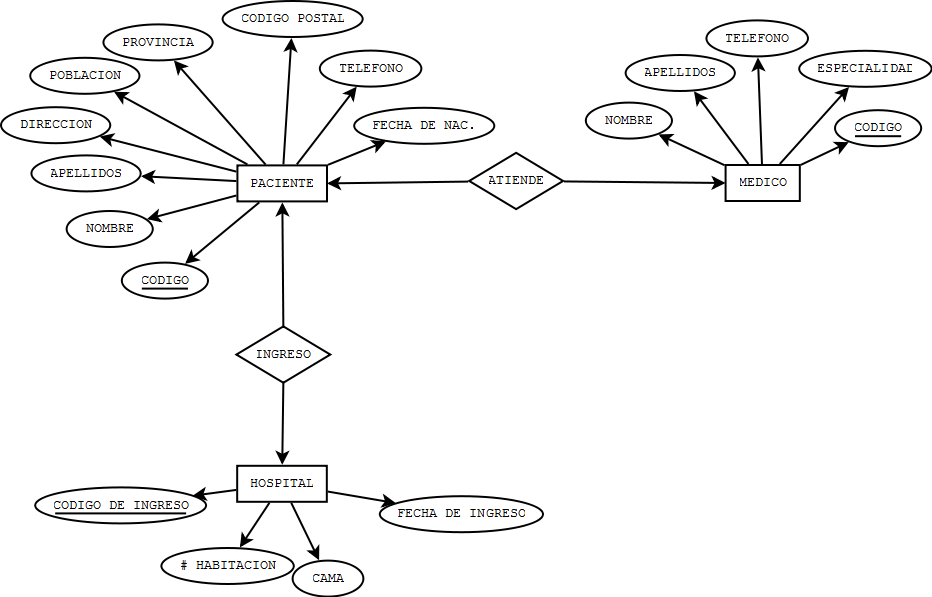 CODIGO POSTAL
PROVINCIA
TELEFONO
POBLACION
TELEFONO
APELLIDOS
ESPECIALIDAD
DIRECCION
FECHA DE NAC.
NOMBRE
CODIGO
APELLIDOS
PACIENTE
ATIENDE
MEDICO
NOMBRE
CODIGO
INGRESO
HOSPITAL
CODIGO DE INGRESO
FECHA DE INGRESO
# HABITACION
CAMA